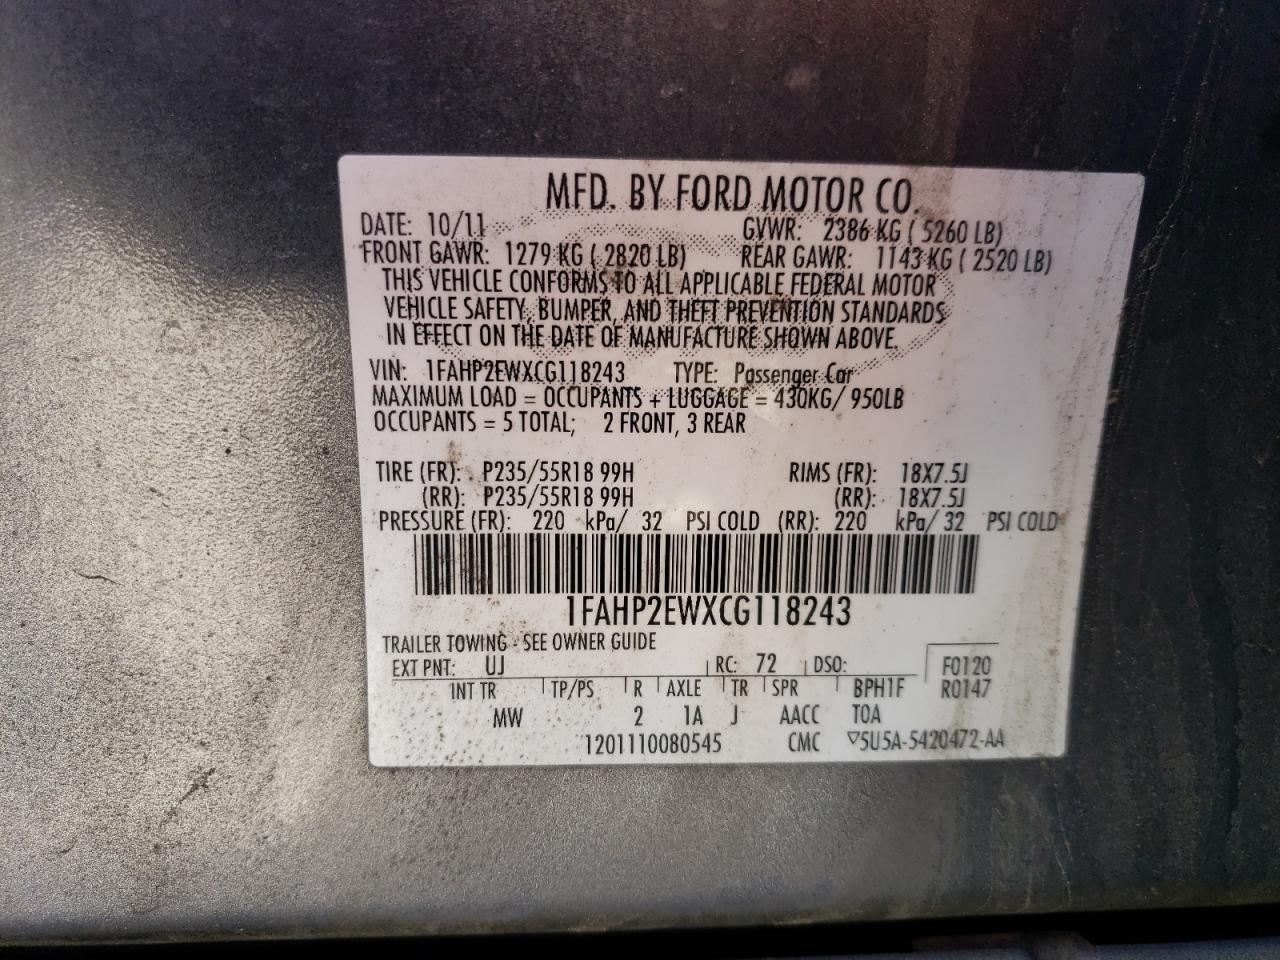 MFD. BY FORD MOTOR CO.
DATE: 10/11 GVWR: 2386 KG ( 5260 LB)
FRONT GAWR: 1279 KG ( 2820 LB) REAR GAWR: 1143 KG ( 2520 LB)
THIS VEHICLE CONFORMS TO ALL APPLICABLE FEDERAL MOTOR
VEHICLE SAFETY, BUMPER, AND THEFT PREVENTION STANDARDS
IN EFFECT ON THE DATE OF MANUFACTURE SHOWN ABOVE.
VIN: 1FAHP2EWXCG118243 TYPE: Passenger Car
MAXIMUM LOAD = OCCUPANTS + LUGGAGE = 430KG/ 950LB
OCCUPANTS = 5 TOTAL; 2 FRONT, 3 REAR
TIRE (FR): P235/55R18 99H RIMS (FR): 18X7.5J
(RR): P235/55R18 99H (RR): 18X7.5J
PRESSURE (FR): 220 kPa/ 32 PSI COLD (RR): 220 kPa/ 32 PSI COLD
1FAHP2EWXCG118243
TRAILER TOWING - SEE OWNER GUIDE
EXT PNT: UJ RC: 72 DSO: F0120
INT TR TP/PS R AXLE TR SPR BPH1F R0147
MW 2 1A J AACC TOA
1201110080545 CMC ▽5U5A-5420472-AA